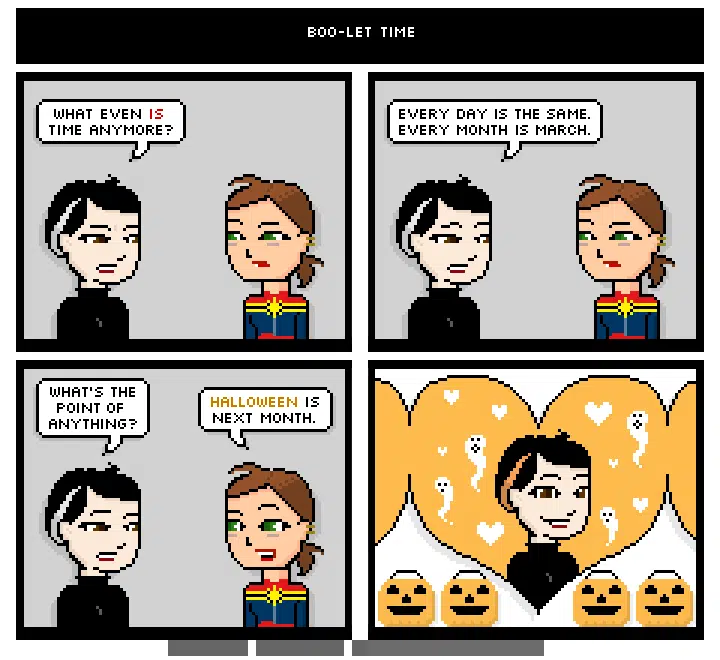 BOO-LET TIME
WHAT EVEN IS
TIME ANYMORE?
EVERY DAY IS THE SAME.
EVERY MONTH IS MARCH.
WHAT'S THE
POINT OF
ANYTHING?
HALLOWEEN IS
NEXT MONTH.